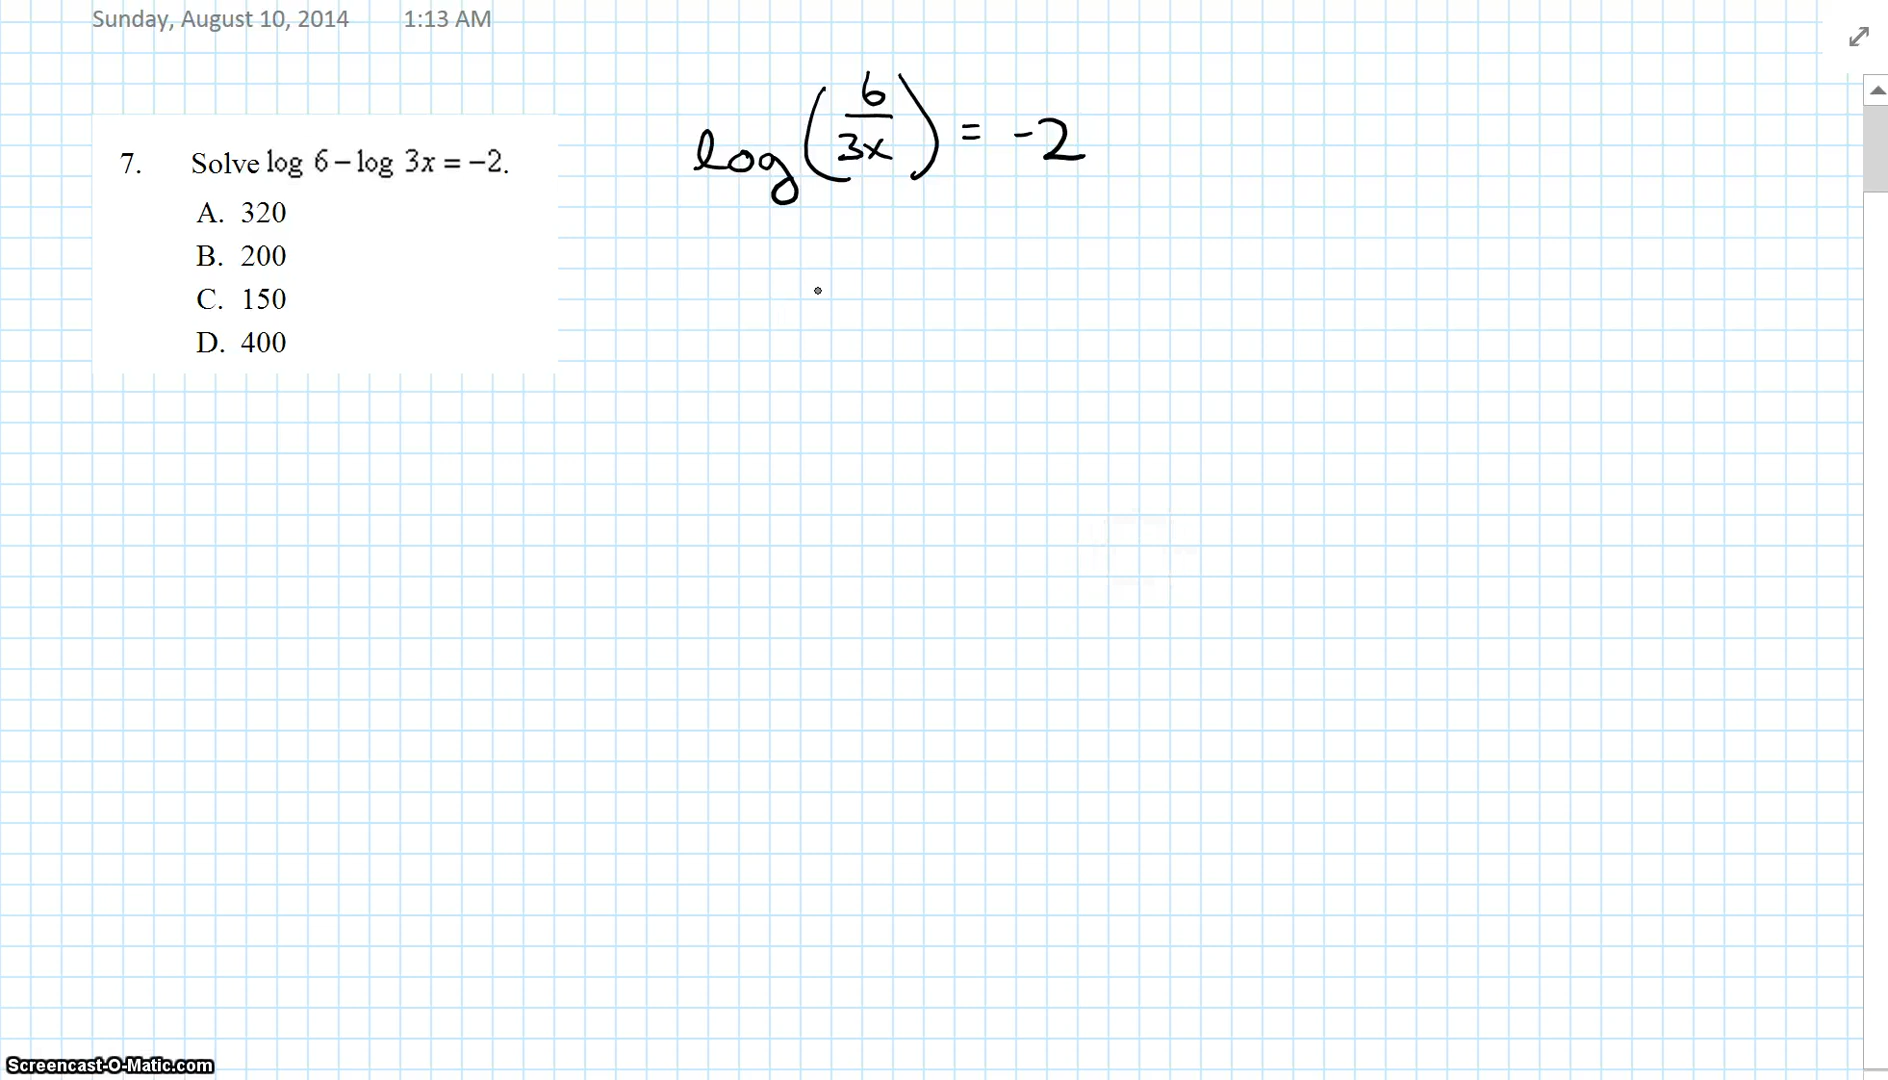 Sunday, August 10, 2014 1:13 AM
log(6/3x) = -2
7. Solve log 6 – log 3x = –2.
A. 320
B. 200
C. 150
D. 400
Screencast-O-Matic.com